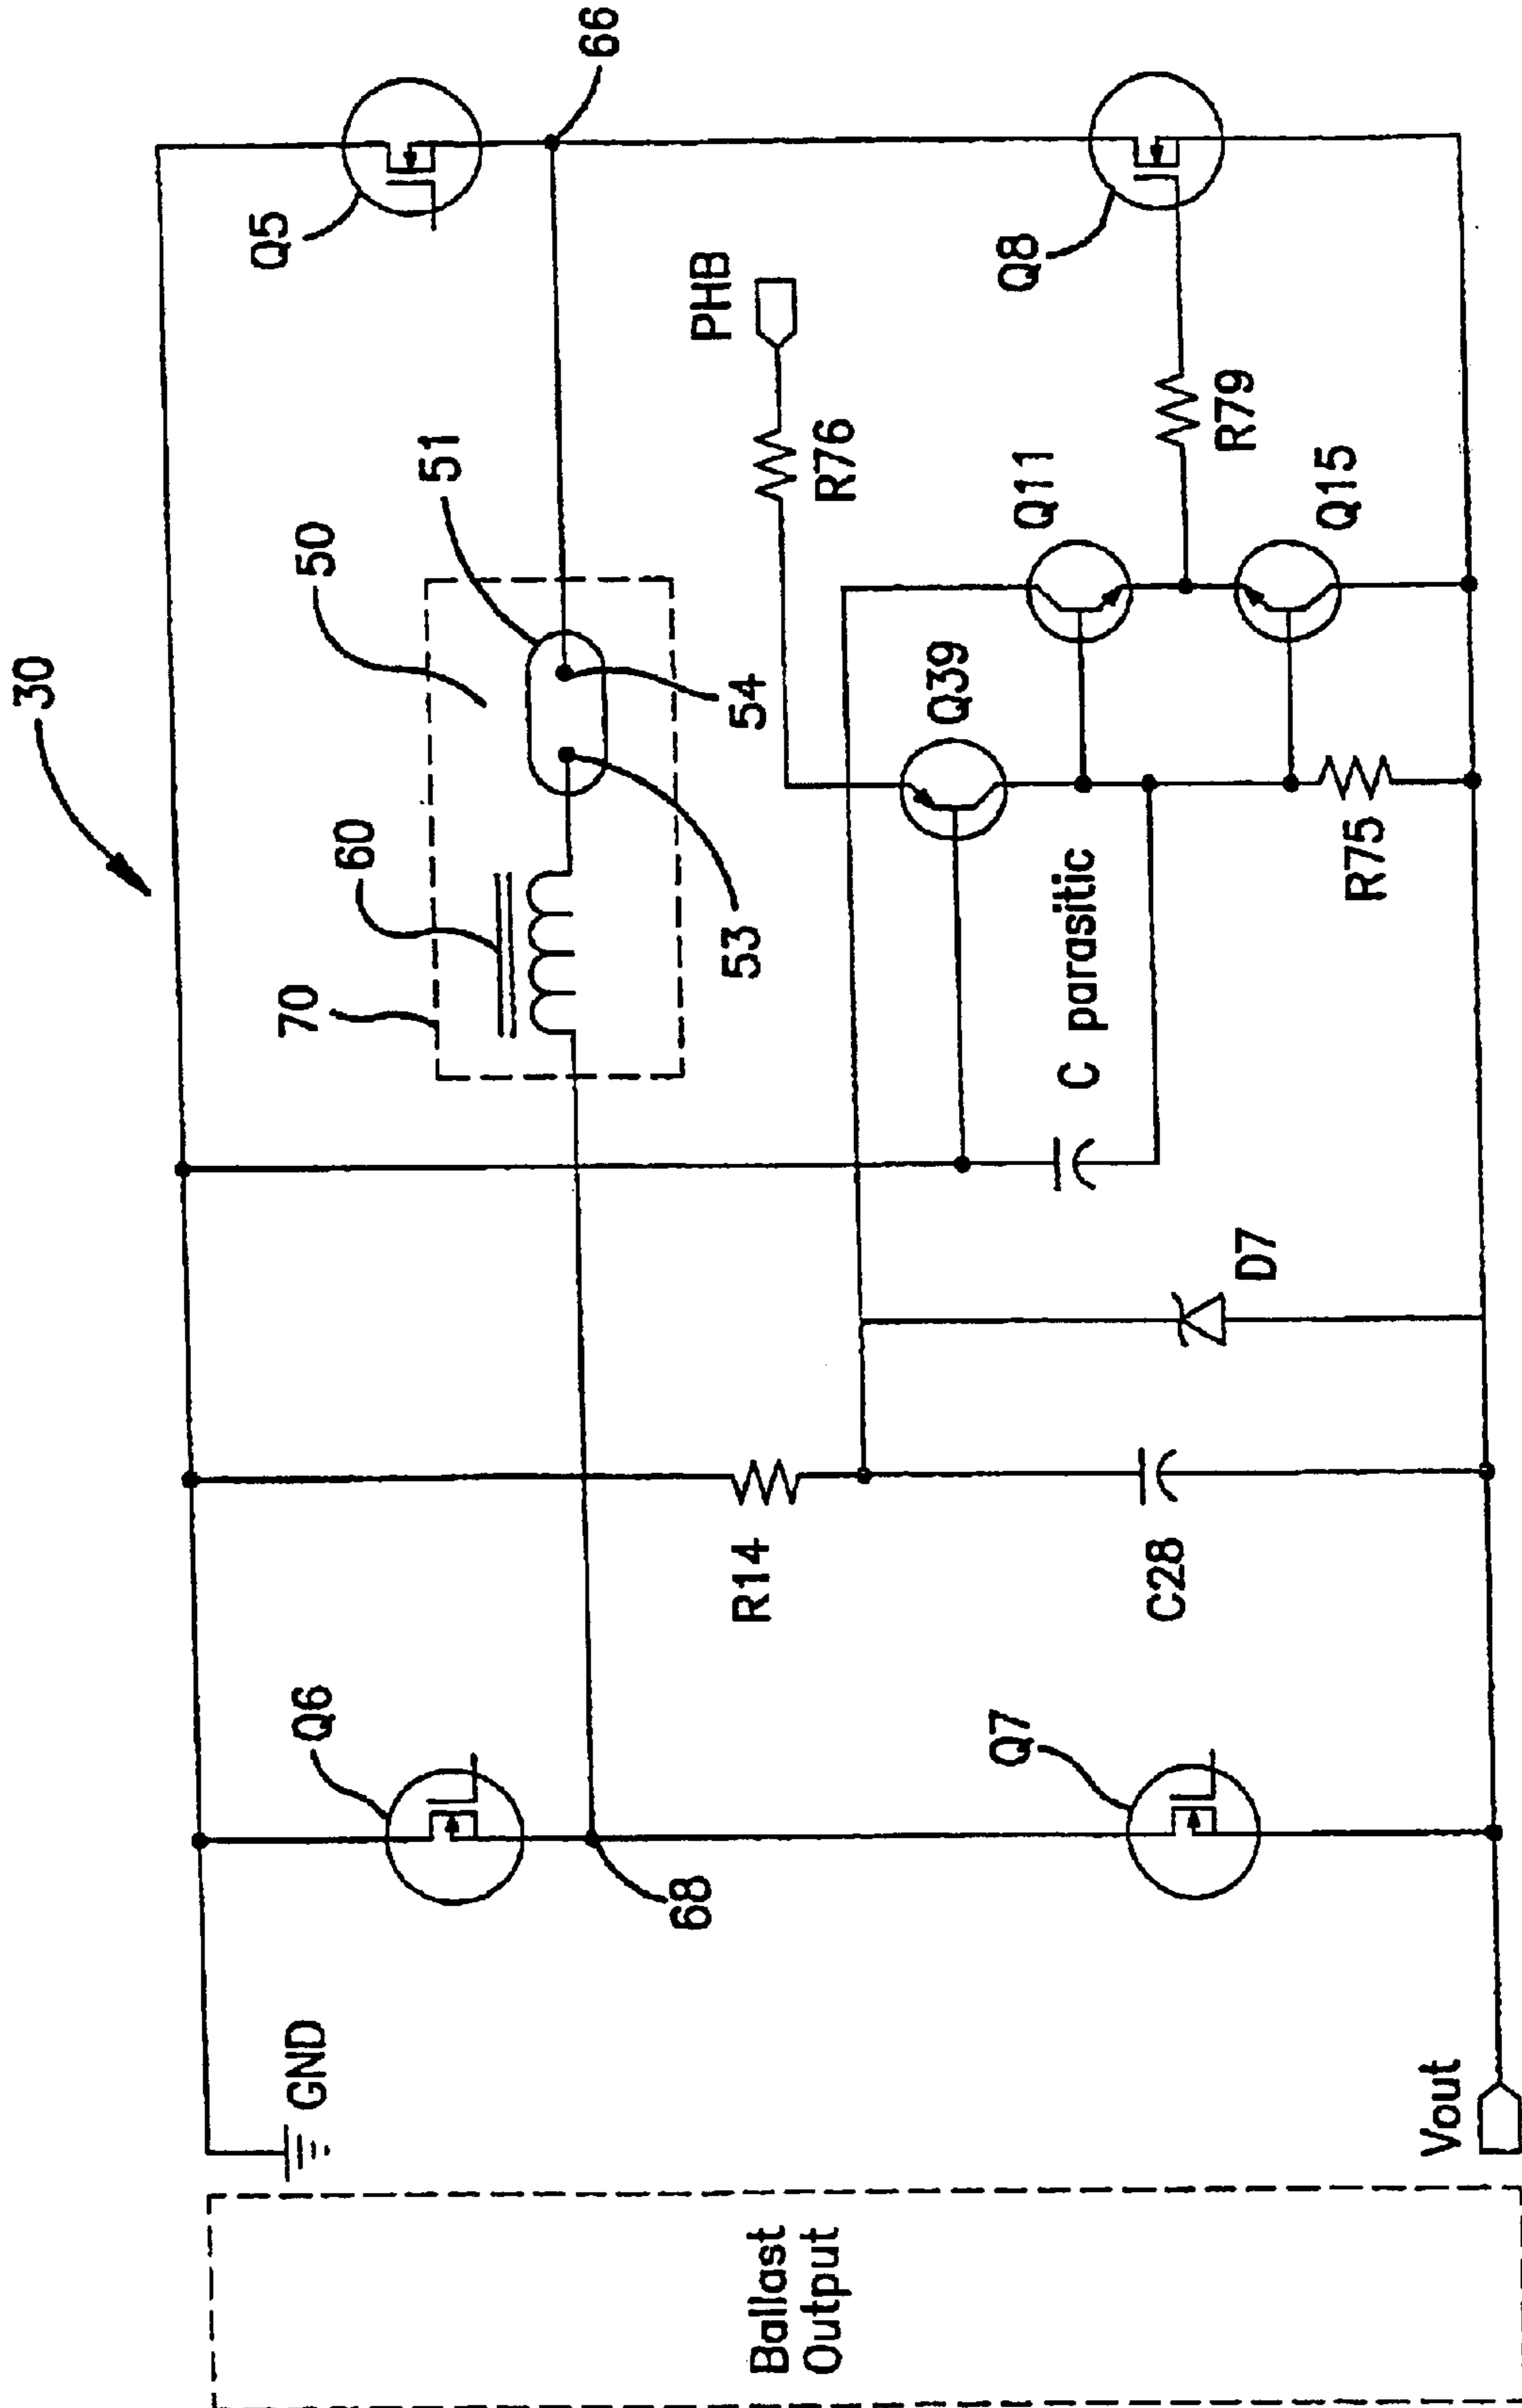 30
Q5
66
50
51
60
70
54
53
PHB
R76
Q39
Q11
Q8
R79
Q15
C parasitic
R75
D7
R14
C28
Q6
68
Q7
GND
Vout
Ballast
Output